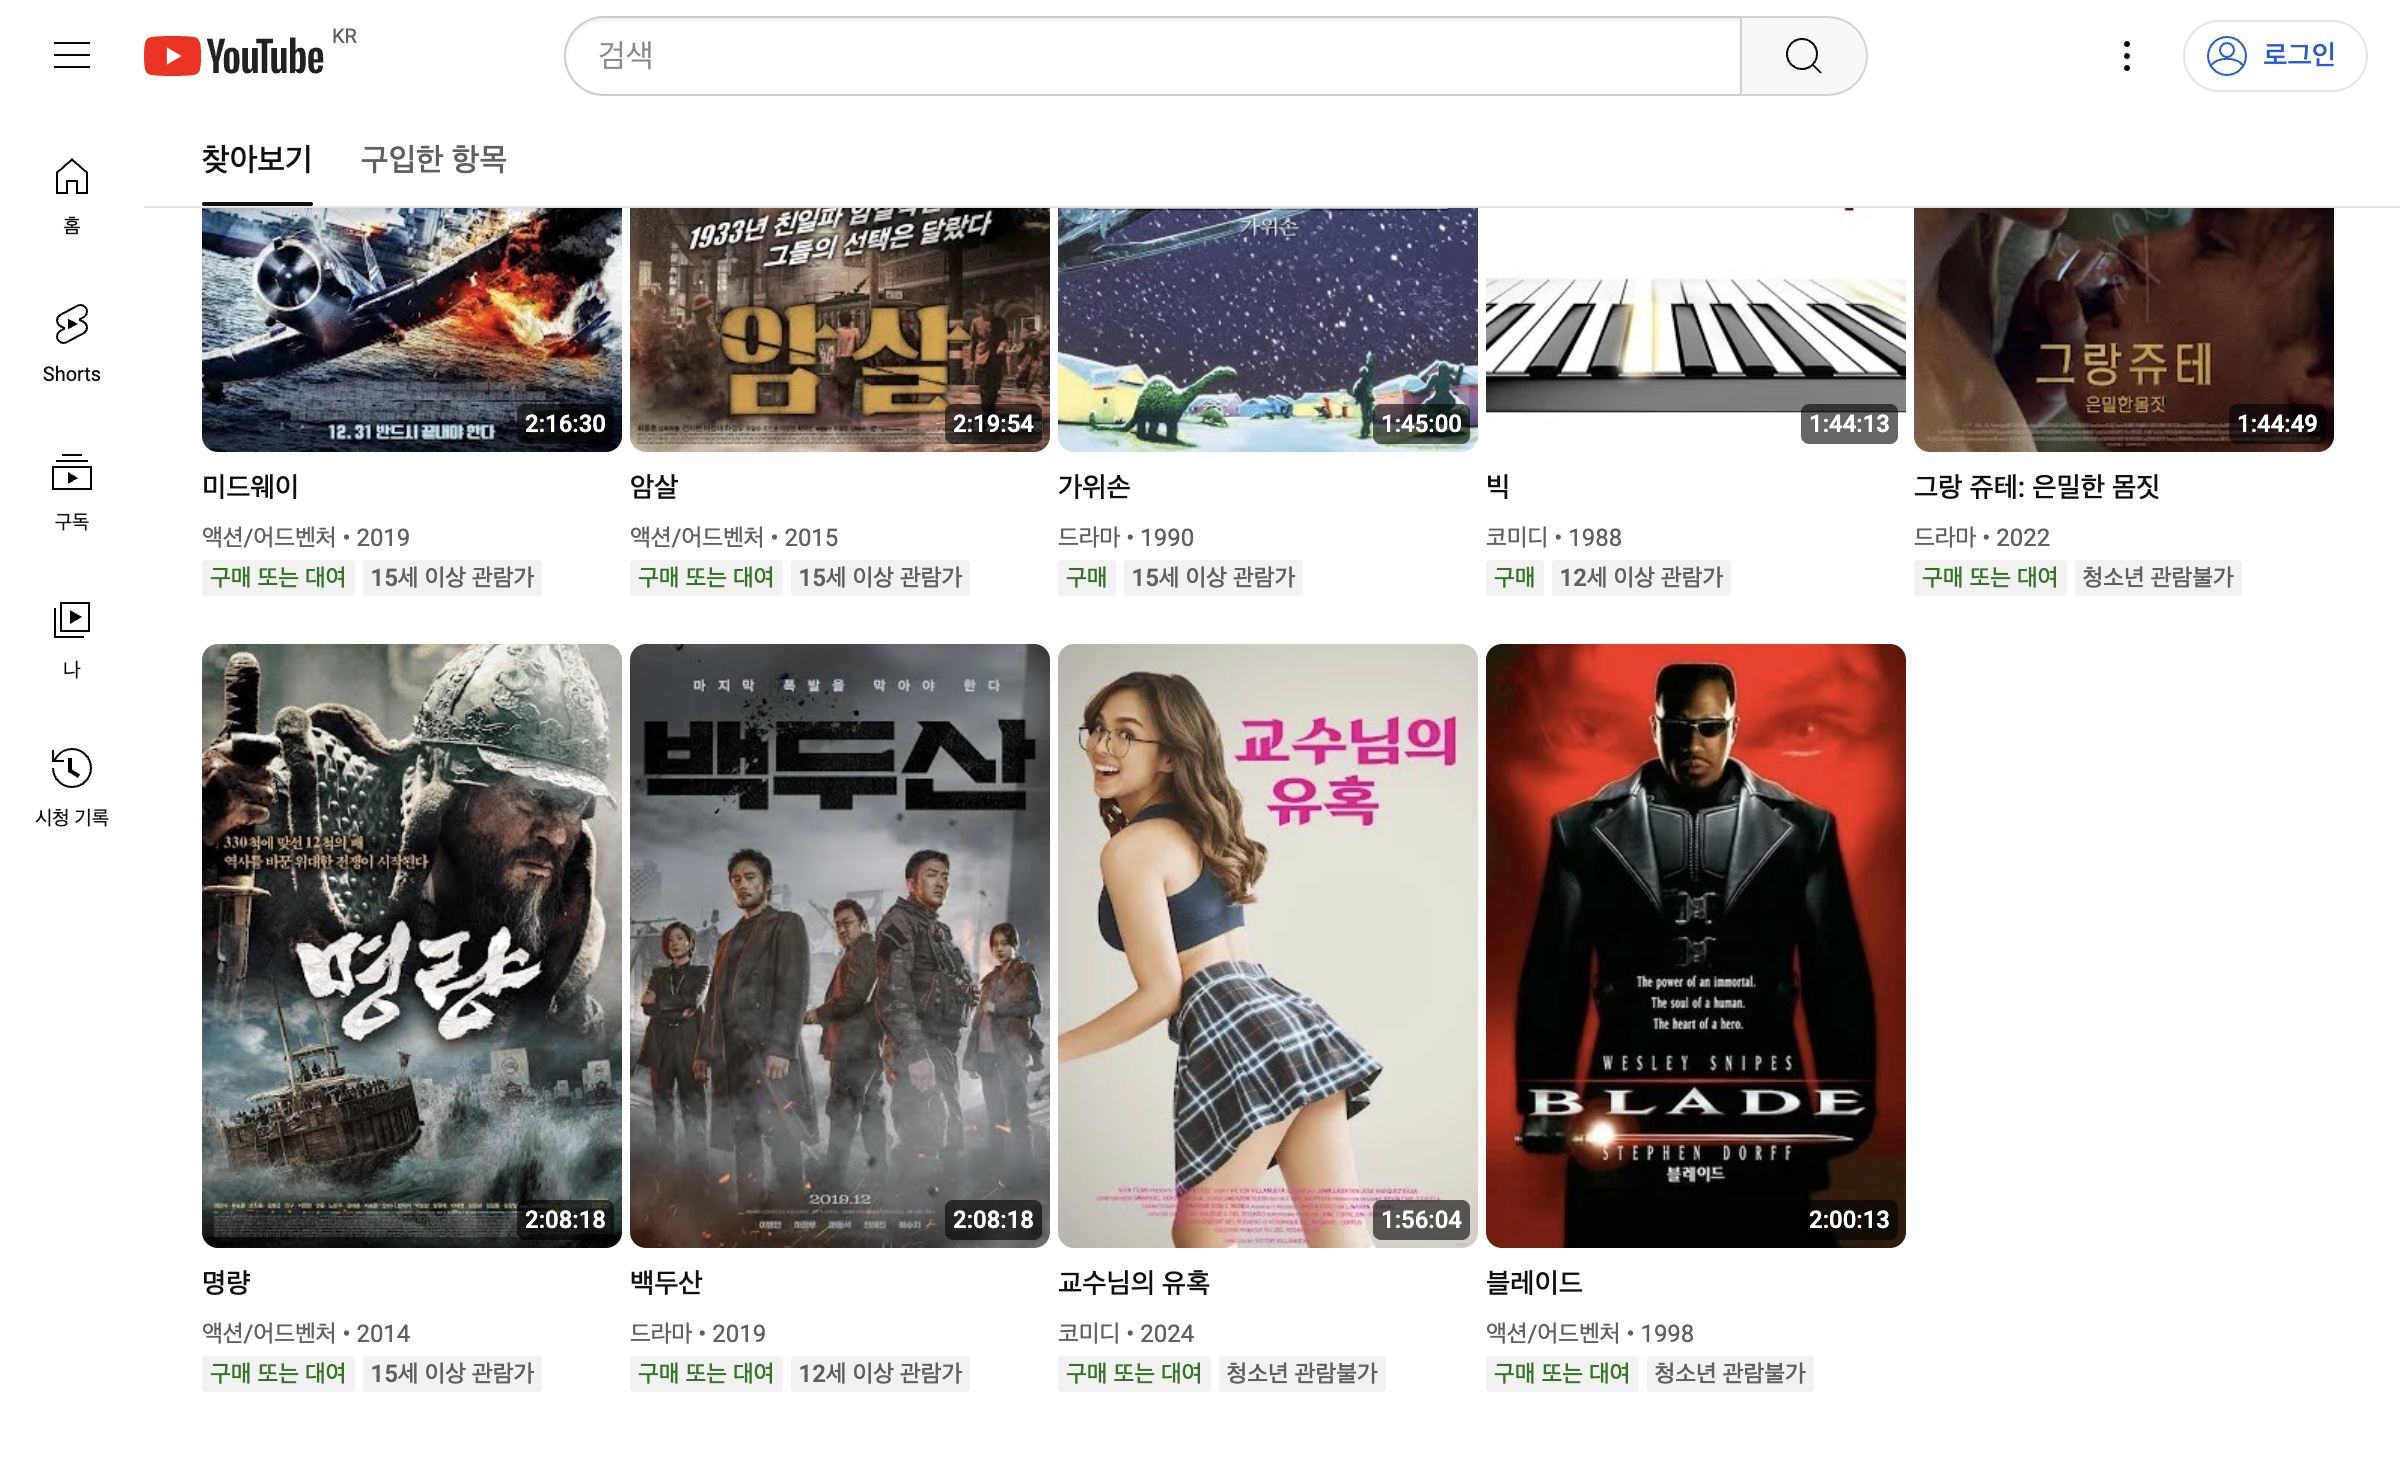 YouTube KR
검색
로그인
찾아보기
구입한 항목
홈
Shorts
구독
나
시청 기록
12. 31 반드시 끝내야 한다
2:16:30
미드웨이
액션/어드벤처 • 2019
구매 또는 대여 15세 이상 관람가
그들의 선택은 달랐다
암살
2:19:54
암살
액션/어드벤처 • 2015
구매 또는 대여 15세 이상 관람가
가위손
1:45:00
가위손
드라마 • 1990
구매 15세 이상 관람가
1:44:13
빅
코미디 • 1988
구매 12세 이상 관람가
그랑쥬테
은밀한몸짓
1:44:49
그랑 쥬테: 은밀한 몸짓
드라마 • 2022
구매 또는 대여 청소년 관람불가
330척에 맞선 12척의 배
역사를 바꾼 위대한 전쟁이 시작된다
명량
2:08:18
명량
액션/어드벤처 • 2014
구매 또는 대여 15세 이상 관람가
마지막 폭발을 막아야 한다
백두산
2019.12
이병헌 하정우 마동석 전혜진 배수지
2:08:18
백두산
드라마 • 2019
구매 또는 대여 12세 이상 관람가
교수님의
유혹
1:56:04
교수님의 유혹
코미디 • 2024
구매 또는 대여 청소년 관람불가
The power of an immortal.
The soul of a human.
The heart of a hero.
WESLEY SNIPES
BLADE
STEPHEN DORFF
블레이드
2:00:13
블레이드
액션/어드벤처 • 1998
구매 또는 대여 청소년 관람불가